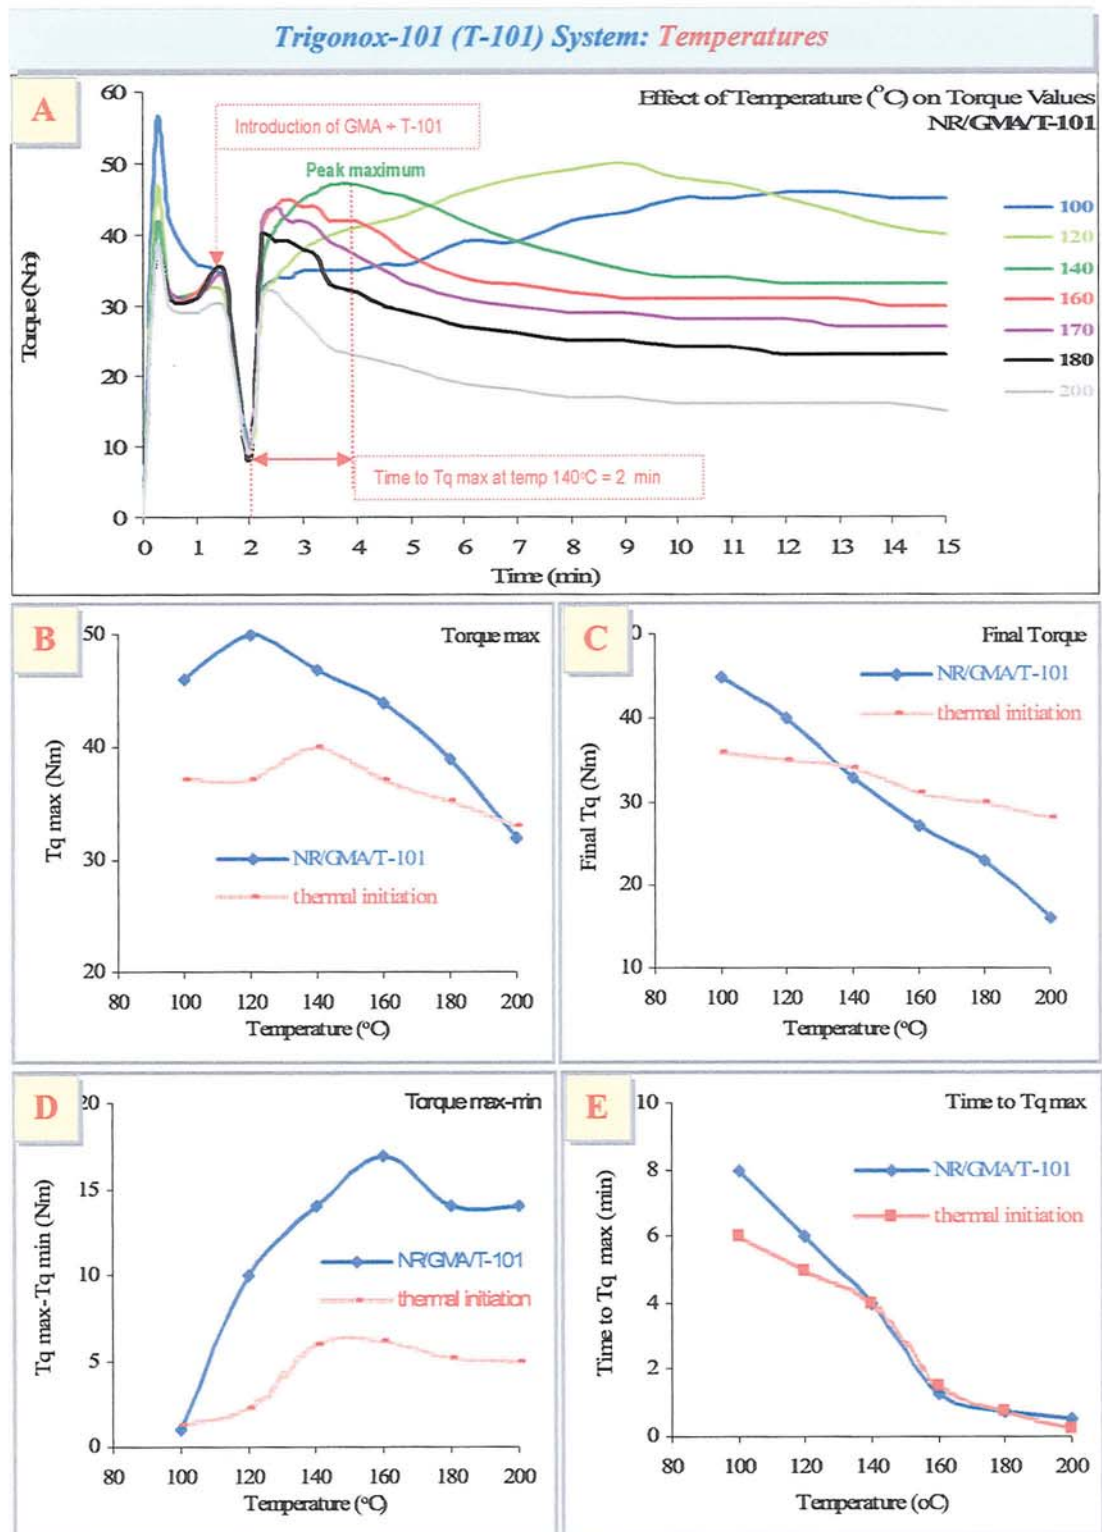 Trigonox-101 (T-101) System: Temperatures
A
Effect of Temperature (°C) on Torque Values
NR/GMA/T-101
Introduction of GMA + T-101
Peak maximum
Time to Tq max at temp 140°C = 2 min
Torque (Nm)
60
50
40
30
20
10
0
0 1 2 3 4 5 6 7 8 9 10 11 12 13 14 15
Time (min)
100
120
140
160
170
180
200
B
Torque max
Tq max (Nm)
50
40
30
20
NR/GMA/T-101
thermal initiation
80 100 120 140 160 180 200
Temperature (°C)
C
Final Torque
Final Tq (Nm)
0
40
30
20
10
NR/GMA/T-101
thermal initiation
80 100 120 140 160 180 200
Temperature (°C)
D
Torque max-min
Tq max-Tq min (Nm)
20
15
10
5
0
NR/GMA/T-101
thermal initiation
80 100 120 140 160 180 200
Temperature (°C)
E
Time to Tq max
Time to Tq max (min)
10
8
6
4
2
0
NR/GMA/T-101
thermal initiation
80 100 120 140 160 180 200
Temperature (oC)